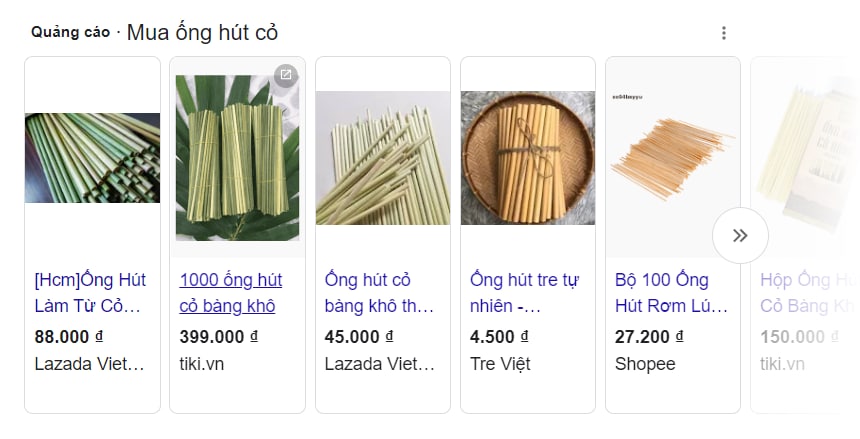 Quảng cáo · Mua ống hút cỏ
[Hcm]Ống Hút
Làm Từ Cỏ…
88.000 ₫
Lazada Viet…
1000 ống hút
cỏ bàng khô
399.000 ₫
tiki.vn
Ống hút cỏ
bàng khô th…
45.000 ₫
Lazada Viet…
Ống hút tre tự
nhiên -…
4.500 ₫
Tre Việt
Bộ 100 Ống
Hút Rơm Lú…
27.200 ₫
Shopee
Hộp Ống
Cỏ Bàng
150.000 ₫
tiki.vn